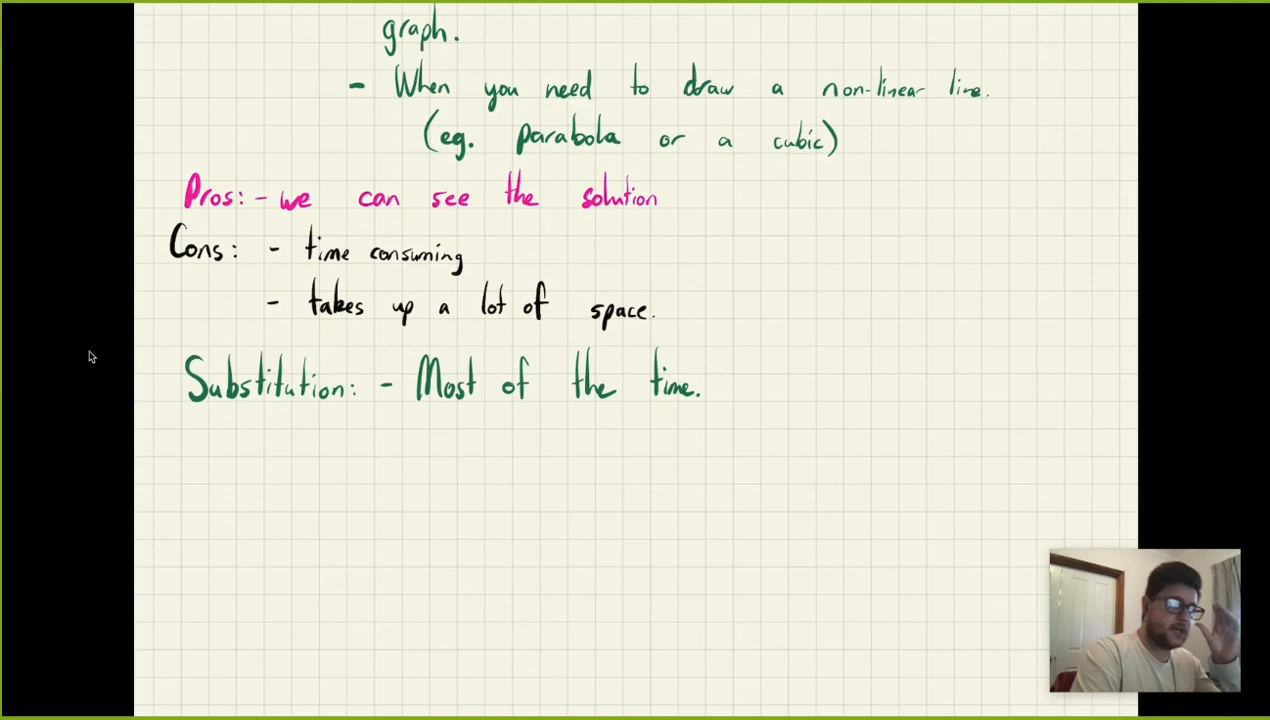 graph.
- When you need to draw a non-linear line.
(eg. parabola or a cubic)
Pros: - we can see the solution
Cons: - time consuming
- takes up a lot of space.
Substitution: - Most of the time.